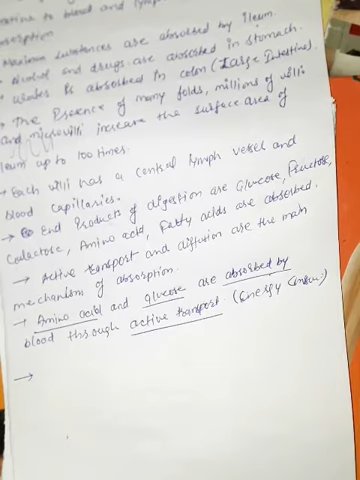 to blood and lymph
Maximum substances are absorbed by Ileum.
Alcohol and drugs are absorbed in stomach.
water is absorbed in colon (Large Intestine).
→ The Presence of many folds, millions of villi
and microvilli increase the surface area of
Ileum up to 100 times.
→ Each villi has a central lymph vessel and
blood capillaries.
→ End Products of digestion are Glucose, Fructose,
Galactose, Amino acid, Fatty acids are absorbed.
→ Active transport and diffusion are the main
mechanism of absorption.
→ Amino acid and glucose are absorbed by
blood through active transport. (Energy
→